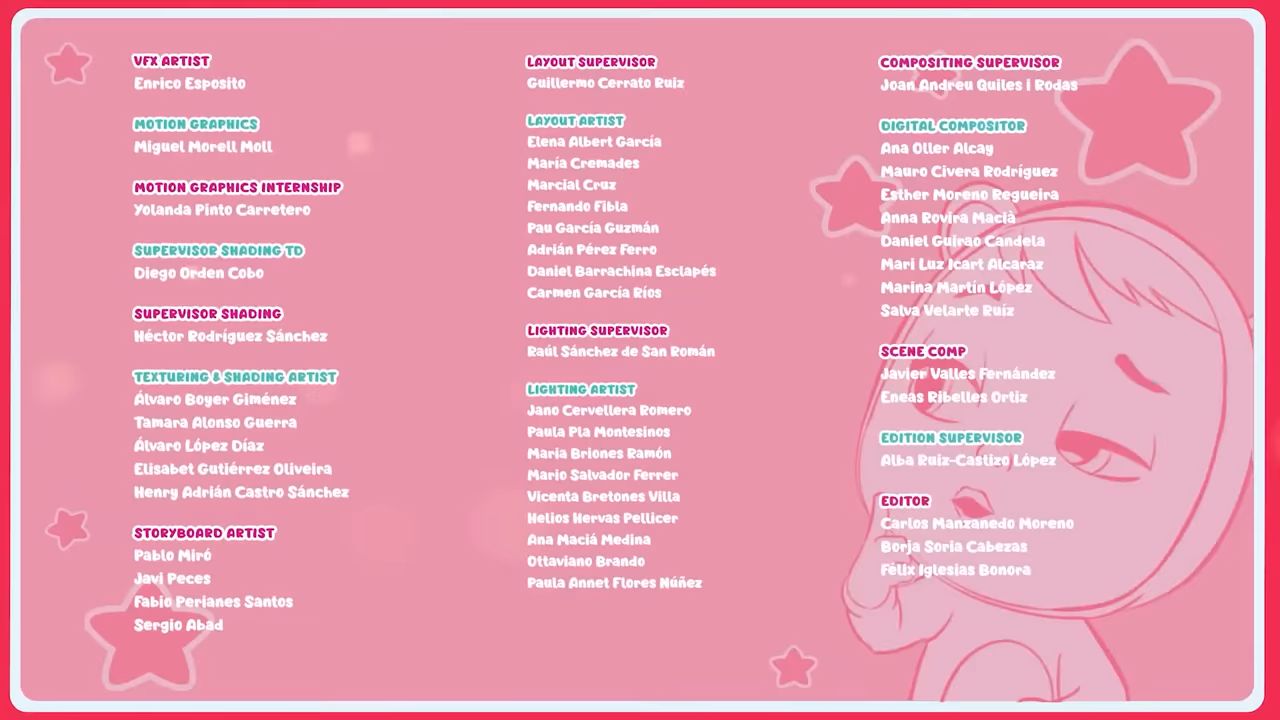 VFX ARTIST
Enrico Esposito
MOTION GRAPHICS
Miguel Morell Moll
MOTION GRAPHICS INTERNSHIP
Yolanda Pinto Carretero
SUPERVISOR SHADING TD
Diego Orden Cobo
SUPERVISOR SHADING
Héctor Rodríguez Sánchez
TEXTURING & SHADING ARTIST
Álvaro Boyer Giménez
Tamara Alonso Guerra
Álvaro López Díaz
Elisabet Gutiérrez Oliveira
Henry Adrián Castro Sánchez
STORYBOARD ARTIST
Pablo Miró
Javi Peces
Fabio Perianes Santos
Sergio Abad
LAYOUT SUPERVISOR
Guillermo Cerrato Ruiz
LAYOUT ARTIST
Elena Albert García
María Cremades
Marcial Cruz
Fernando Fibla
Pau García Guzmán
Adrián Pérez Ferro
Daniel Barrachina Esclapés
Carmen García Ríos
LIGHTING SUPERVISOR
Raúl Sánchez de San Román
LIGHTING ARTIST
Jano Cervellera Romero
Paula Pla Montesinos
Maria Briones Ramón
Mario Salvador Ferrer
Vicenta Bretones Villa
Helios Hervas Pellicer
Ana Maciá Medina
Ottaviano Brando
Paula Annet Flores Núñez
COMPOSITING SUPERVISOR
Joan Andreu Quiles I Rodas
DIGITAL COMPOSITOR
Ana Oller Alcay
Mauro Civera Rodríguez
Esther Moreno Regueira
Anna Rovira Macià
Daniel Guirao Candela
Mari Luz Icart Alcaraz
Marina Martín López
Salva Velarte Ruíz
SCENE COMP
Javier Valles Fernández
Eneas Ribelles Ortiz
EDITION SUPERVISOR
Alba Ruiz-Castizo López
EDITOR
Carlos Manzanedo Moreno
Borja Soria Cabezas
Félix Iglesias Bonora